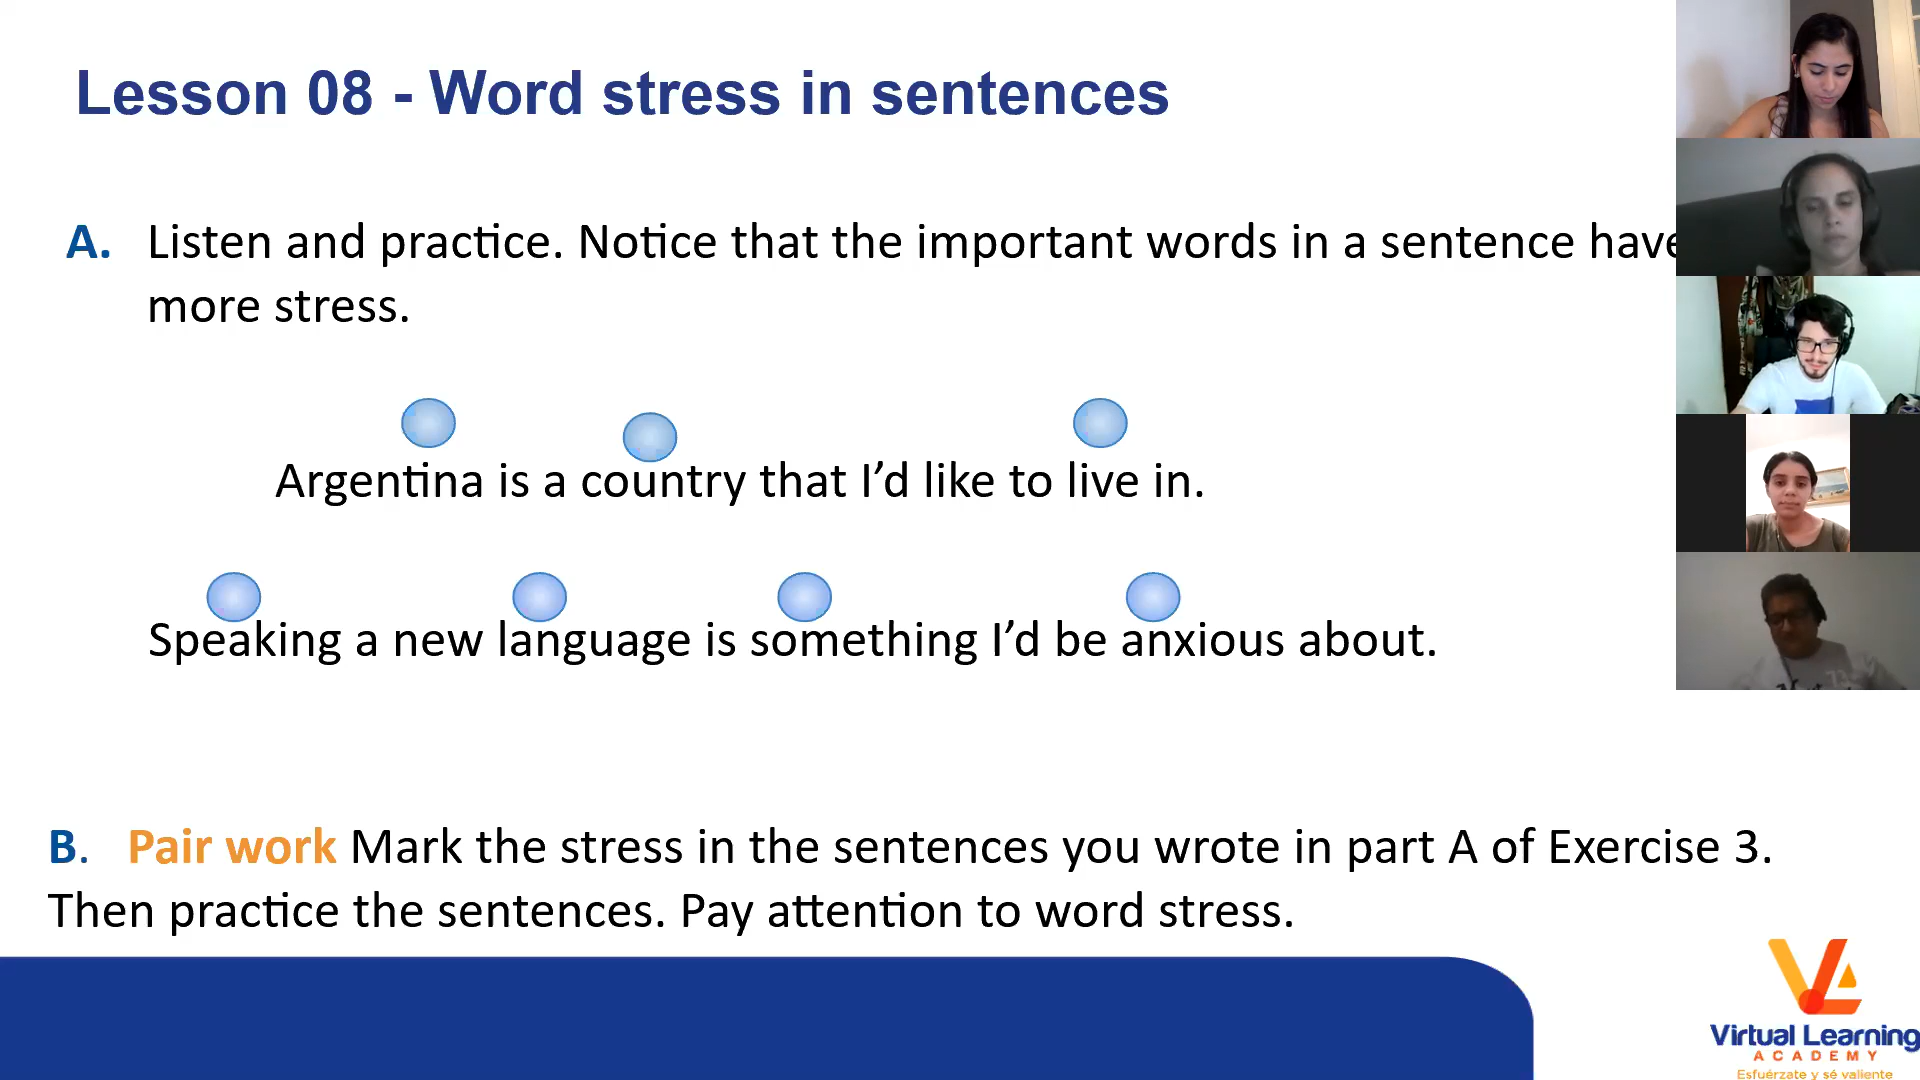 Lesson 08 - Word stress in sentences
A. Listen and practice. Notice that the important words in a sentence have
more stress.
Argentina is a country that I’d like to live in.
Speaking a new language is something I’d be anxious about.
B. Pair work Mark the stress in the sentences you wrote in part A of Exercise 3.
Then practice the sentences. Pay attention to word stress.
VA
Virtual Learning
ACADEMY
Esfuérzate y sé valiente